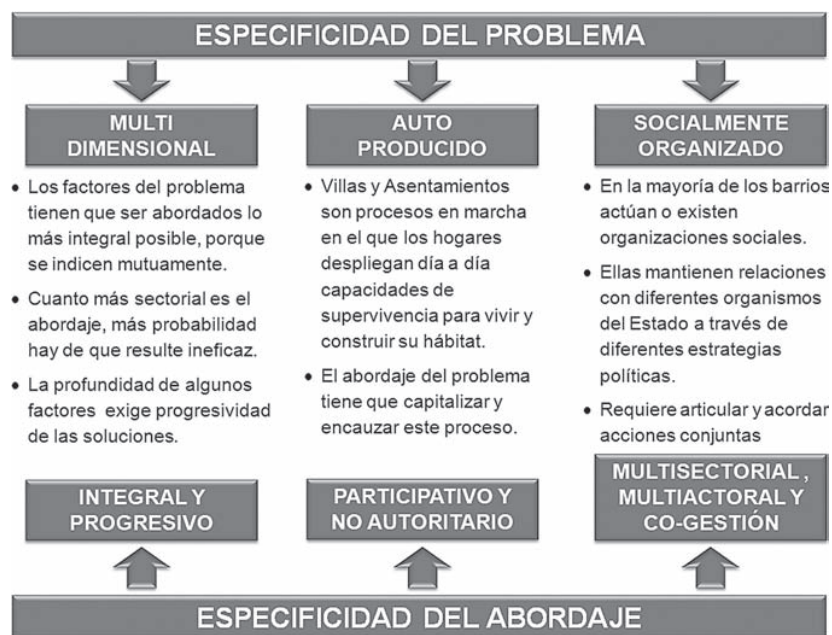 ESPECIFICIDAD DEL PROBLEMA
MULTI
DIMENSIONAL
• Los factores del problema
tienen que ser abordados lo
más integral posible, porque
se indicen mutuamente.
• Cuanto más sectorial es el
abordaje, más probabilidad
hay de que resulte ineficaz.
• La profundidad de algunos
factores exige progresividad
de las soluciones.
INTEGRAL Y
PROGRESIVO
AUTO
PRODUCIDO
• Villas y Asentamientos
son procesos en marcha
en el que los hogares
despliegan día a día
capacidades de
supervivencia para vivir y
construir su hábitat.
• El abordaje del problema
tiene que capitalizar y
encauzar este proceso.
PARTICIPATIVO Y
NO AUTORITARIO
SOCIALMENTE
ORGANIZADO
• En la mayoría de los barrios
actúan o existen
organizaciones sociales.
• Ellas mantienen relaciones
con diferentes organismos
del Estado a través de
diferentes estrategias
políticas.
• Requiere articular y acordar
acciones conjuntas
MULTISECTORIAL,
MULTIACTORAL Y
CO-GESTIÓN
ESPECIFICIDAD DEL ABORDAJE